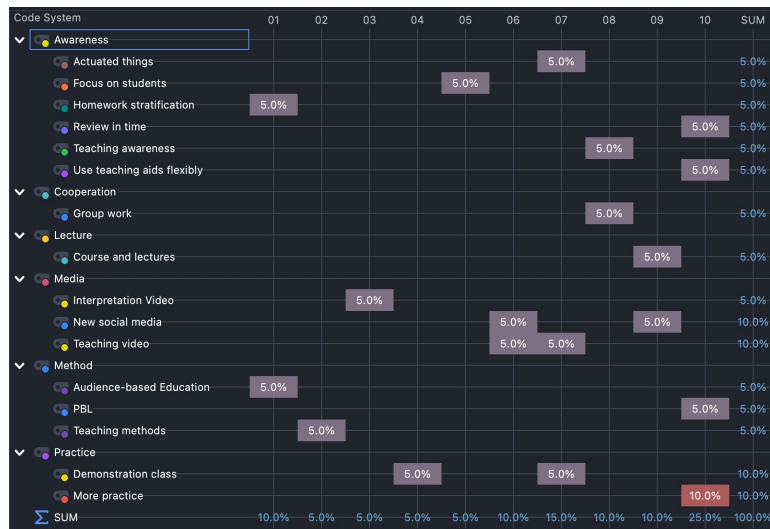 Code System 01 02 03 04 05 06 07 08 09 10 SUM
Awareness
Actuated things 5.0% 5.0%
Focus on students 5.0% 5.0%
Homework stratification 5.0% 5.0%
Review in time 5.0% 5.0%
Teaching awareness 5.0% 5.0%
Use teaching aids flexibly 5.0% 5.0%
Cooperation
Group work 5.0% 5.0%
Lecture
Course and lectures 5.0% 5.0%
Media
Interpretation Video 5.0% 5.0%
New social media 5.0% 5.0% 10.0%
Teaching video 5.0% 5.0% 10.0%
Method
Audience-based Education 5.0% 5.0%
PBL 5.0% 5.0%
Teaching methods 5.0% 5.0%
Practice
Demonstration class 5.0% 5.0% 10.0%
More practice 10.0% 10.0%
Σ SUM 10.0% 5.0% 5.0% 5.0% 5.0% 10.0% 15.0% 10.0% 10.0% 25.0% 100.0%